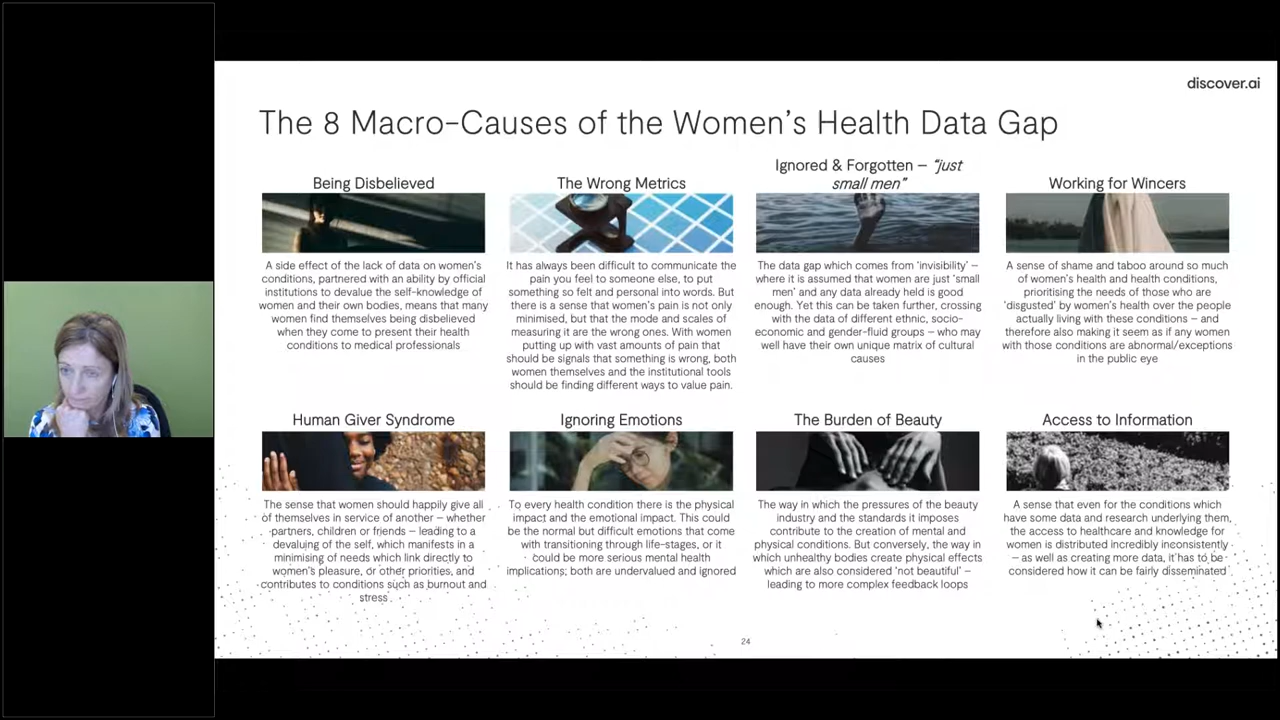 discover.ai
The 8 Macro-Causes of the Women's Health Data Gap
Being Disbelieved
A side effect of the lack of data on women's
conditions, partnered with an ability by official
institutions to devalue the self-knowledge of
women and their own bodies, means that many
women find themselves being disbelieved
when they come to present their health
conditions to medical professionals
The Wrong Metrics
It has always been difficult to communicate the
pain you feel to someone else, to put
something so felt and personal into words. But
there is a sense that women's pain is not only
minimised, but that the mode and scales of
measuring it are the wrong ones. With women
putting up with vast amounts of pain that
should be signals that something is wrong, both
women themselves and the institutional tools
should be finding different ways to value pain.
Ignored & Forgotten – "just
small men"
The data gap which comes from 'invisibility' –
where it is assumed that women are just 'small
men' and any data already held is good
enough. Yet this can be taken further, crossing
with the data of different ethnic, socio-
economic and gender-fluid groups – who may
well have their own unique matrix of cultural
causes
Working for Wincers
A sense of shame and taboo around so much
of women's health and health conditions,
prioritising the needs of those who are
'disgusted' by women's health over the people
actually living with these conditions – and
therefore also making it seem as if any women
with those conditions are abnormal/exceptions
in the public eye
Human Giver Syndrome
The sense that women should happily give all
of themselves in service of another – whether
partners, children or friends – leading to a
devaluing of the self, which manifests in a
minimising of needs which link directly to
women's pleasure, or other priorities, and
contributes to conditions such as burnout and
stress
Ignoring Emotions
To every health condition there is the physical
impact and the emotional impact. This could
be the normal but difficult emotions that come
with transitioning through life-stages, or it
could be more serious mental health
implications; both are undervalued and ignored
The Burden of Beauty
The way in which the pressures of the beauty
industry and the standards it imposes
contribute to the creation of mental and
physical conditions. But conversely, the way in
which unhealthy bodies create physical effects
which are also considered 'not beautiful' –
leading to more complex feedback loops
Access to Information
A sense that even for the conditions which
have some data and research underlying them,
the access to healthcare and knowledge for
women is distributed incredibly inconsistently
– as well as creating more data, it has to be
considered how it can be fairly disseminated
24